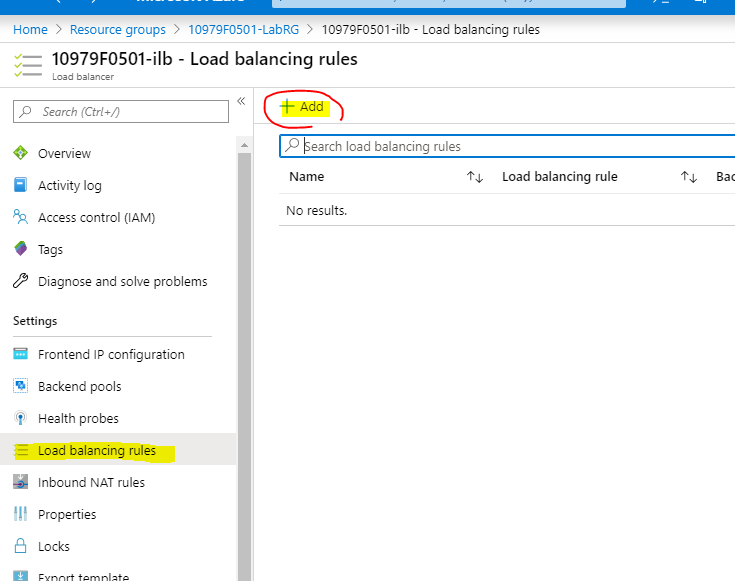 Home > Resource groups > 10979F0501-LabRG > 10979F0501-ilb - Load balancing rules
10979F0501-ilb - Load balancing rules
Load balancer
Search (Ctrl+/)
«
Overview
Activity log
Access control (IAM)
Tags
Diagnose and solve problems
Settings
Frontend IP configuration
Backend pools
Health probes
Load balancing rules
Inbound NAT rules
Properties
Locks
Export template
+ Add
Search load balancing rules
Name ↑↓ Load balancing rule ↑↓ Bac
No results.